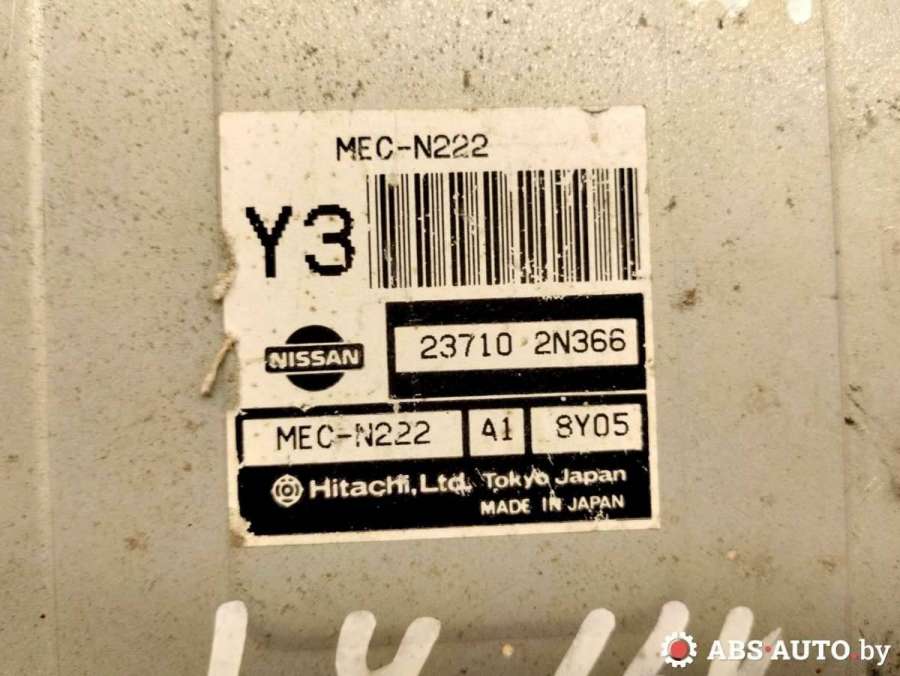 MEC-N222
Y3
NISSAN
23710 2N366
MEC-N222 A1 8Y05
Hitachi, Ltd. Tokyo Japan
MADE IN JAPAN
ABS-AUTO.by